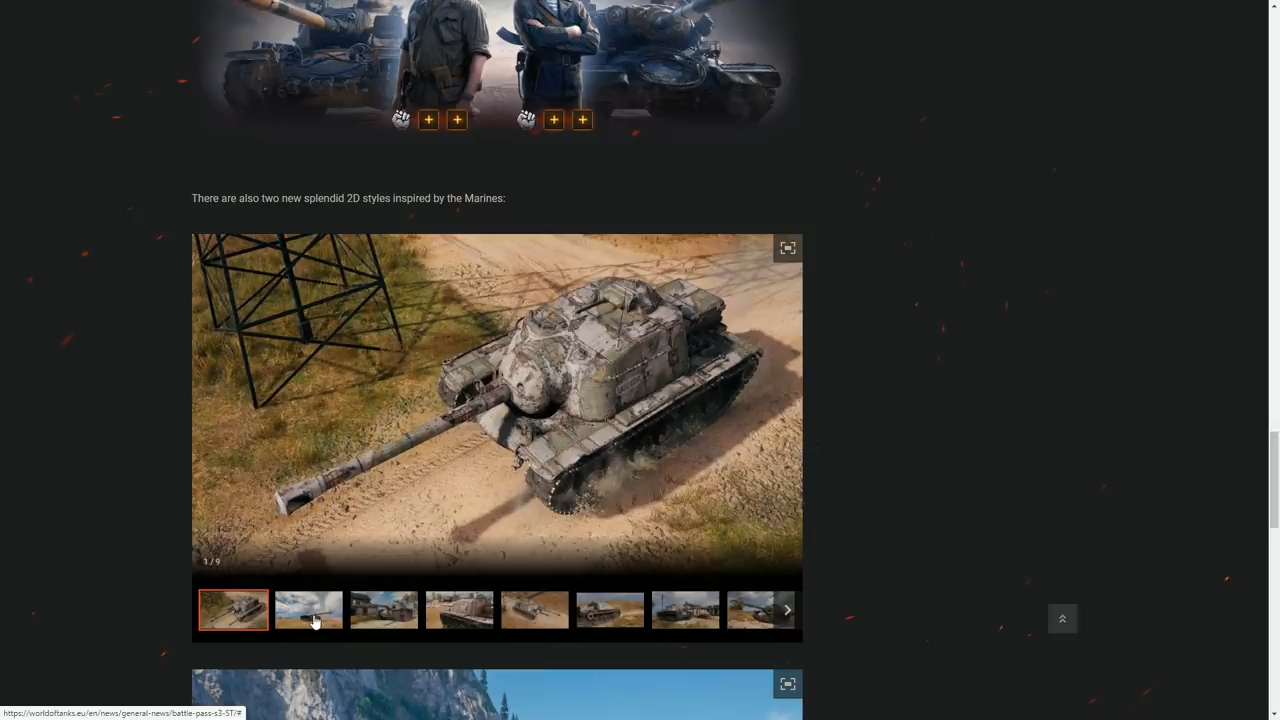 There are also two new splendid 2D styles inspired by the Marines:
1 / 9
https://worldoftanks.eu/en/news/general-news/battle-pass-s3-ST/#